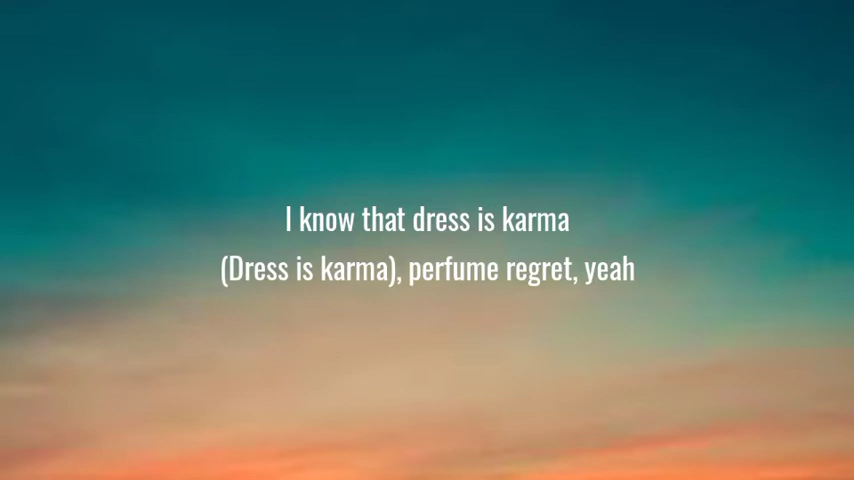 I know that dress is karma
(Dress is karma), perfume regret, yeah